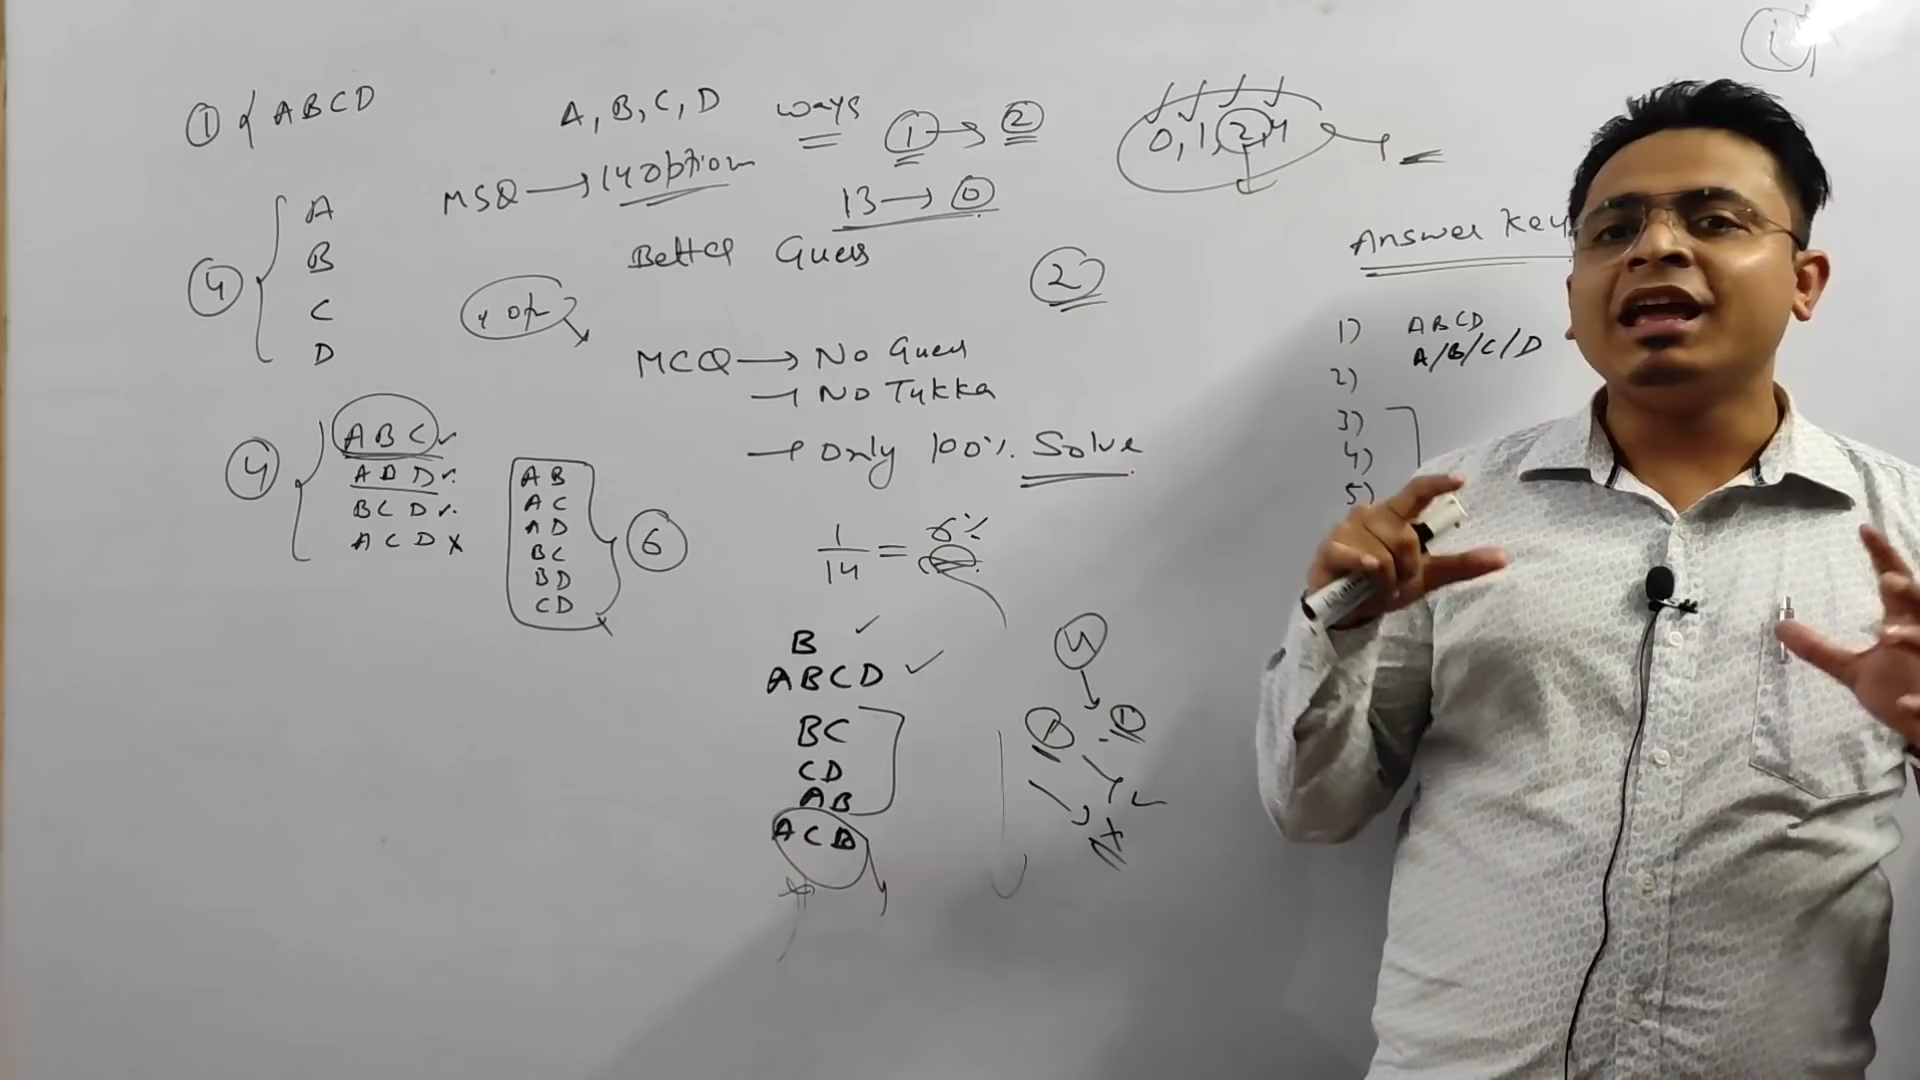 ① ABCD
A, B, C, D ways
① → ②
MSQ → 14 option
13 → ⓪
Better Guess
0, 1, 2, 4
Answer Key
④
A
B
C
D
②
MCQ → No Guess
→ No Tukka
→ Only 100% Solve
④
ABC ✓
ABD ✓
BCD ✓
ACD ✗
AB
AC
AD
BC
BD
CD
⑥
1/14 = 6%
B ✓
ABCD ✓
BC
CD
AB
ACD
④
1) ABCD
A/B/C/D
2)
3)
4)
5)